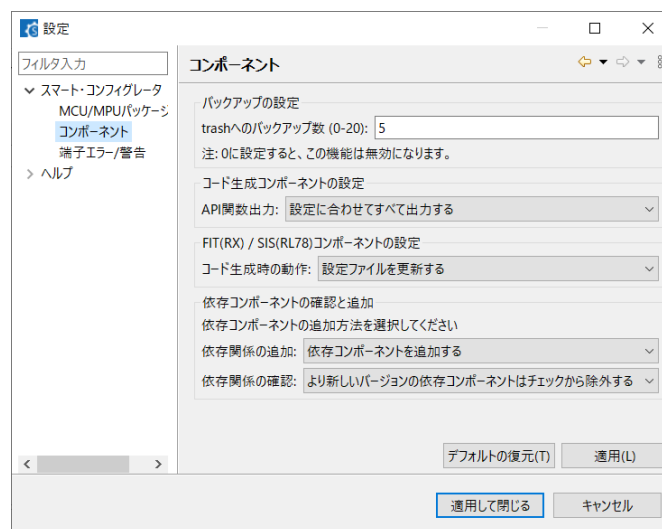 設定
フィルタ入力
スマート・コンフィグレータ
MCU/MPUパッケージ
コンポーネント
端子エラー/警告
ヘルプ
コンポーネント
バックアップの設定
trashへのバックアップ数 (0-20): 5
注: 0に設定すると、この機能は無効になります。
コード生成コンポーネントの設定
API関数出力: 設定に合わせてすべて出力する
FIT(RX) / SIS(RL78)コンポーネントの設定
コード生成時の動作: 設定ファイルを更新する
依存コンポーネントの確認と追加
依存コンポーネントの追加方法を選択してください
依存関係の追加: 依存コンポーネントを追加する
依存関係の確認: より新しいバージョンの依存コンポーネントはチェックから除外する
デフォルトの復元(T) 適用(L)
適用して閉じる キャンセル